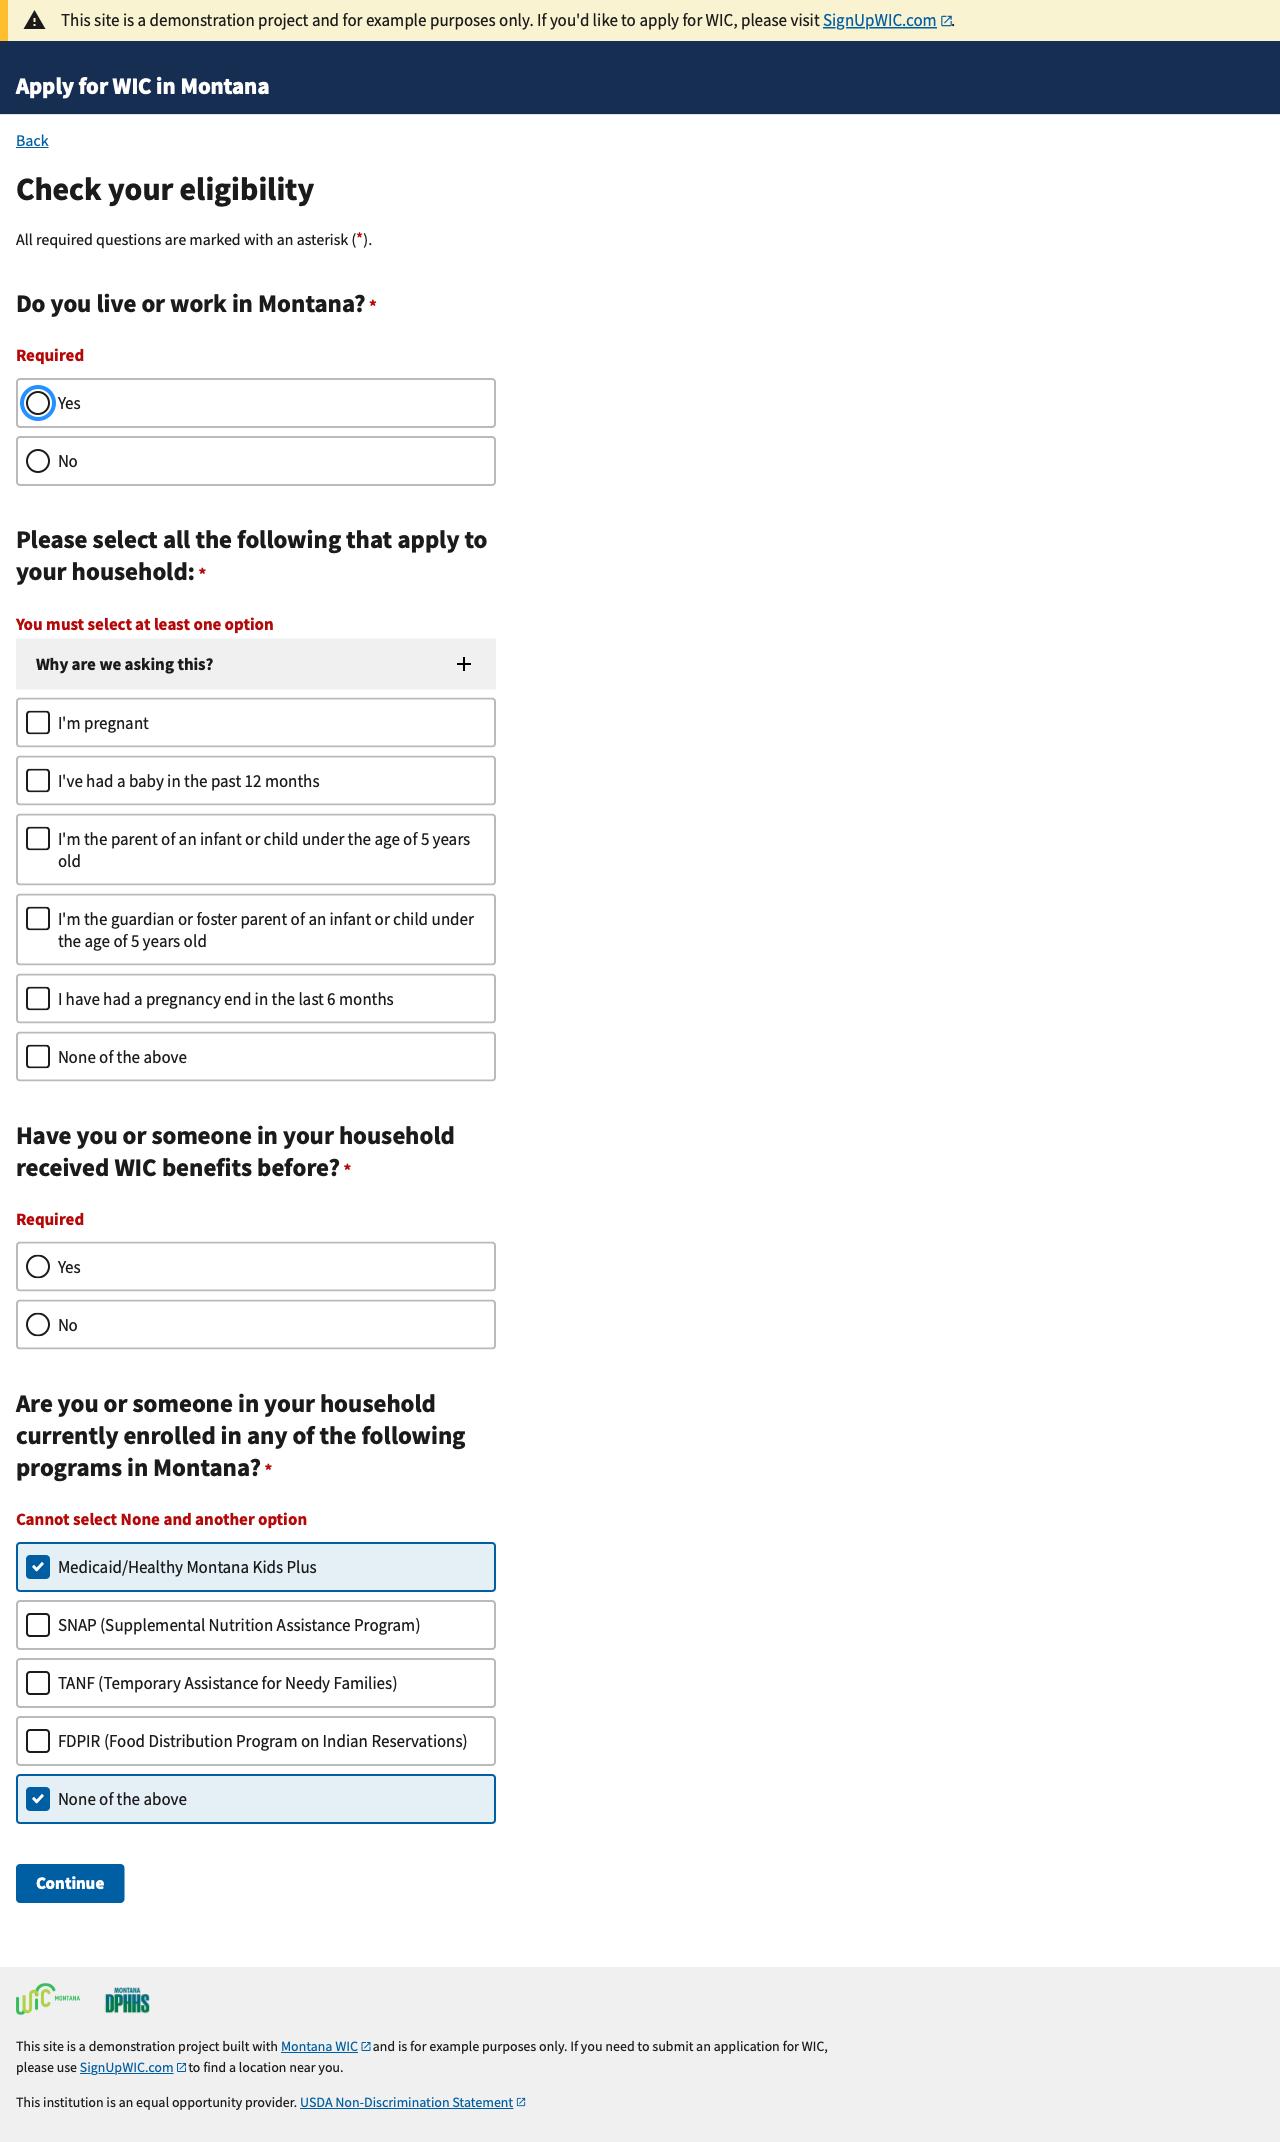 This site is a demonstration project and for example purposes only. If you'd like to apply for WIC, please visit SignUpWIC.com.
Apply for WIC in Montana
Back
Check your eligibility
All required questions are marked with an asterisk (*).
Do you live or work in Montana? *
Required
Yes
No
Please select all the following that apply to
your household: *
You must select at least one option
Why are we asking this?
I'm pregnant
I've had a baby in the past 12 months
I'm the parent of an infant or child under the age of 5 years
old
I'm the guardian or foster parent of an infant or child under
the age of 5 years old
I have had a pregnancy end in the last 6 months
None of the above
Have you or someone in your household
received WIC benefits before? *
Required
Yes
No
Are you or someone in your household
currently enrolled in any of the following
programs in Montana? *
Cannot select None and another option
Medicaid/Healthy Montana Kids Plus
SNAP (Supplemental Nutrition Assistance Program)
TANF (Temporary Assistance for Needy Families)
FDPIR (Food Distribution Program on Indian Reservations)
None of the above
Continue
WIC MONTANA
MONTANA
DPHHS
This site is a demonstration project built with Montana WIC and is for example purposes only. If you need to submit an application for WIC,
please use SignUpWIC.com to find a location near you.
This institution is an equal opportunity provider. USDA Non-Discrimination Statement